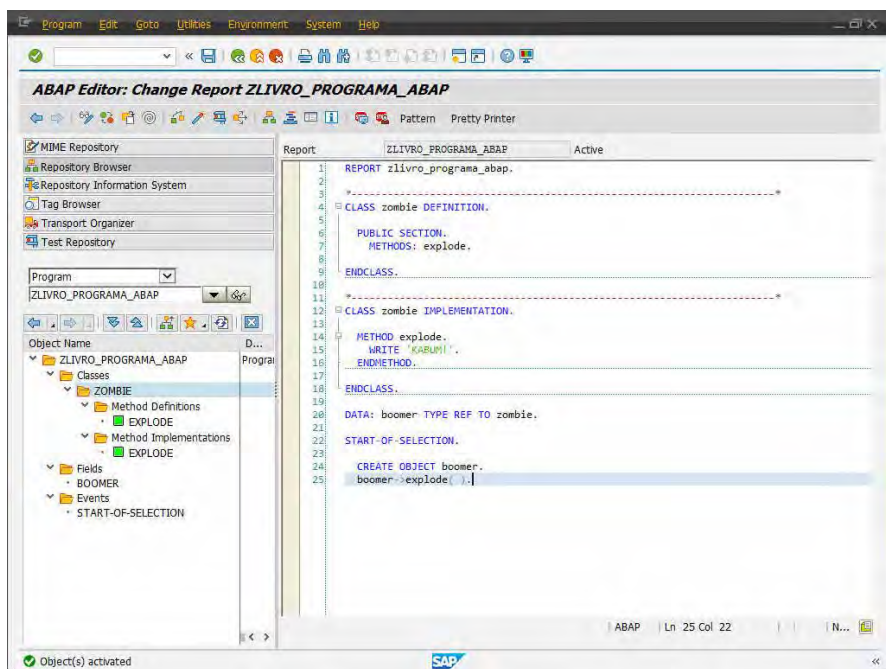 Program Edit Goto Utilities Environment System Help
ABAP Editor: Change Report ZLIVRO_PROGRAMA_ABAP
Pattern Pretty Printer
MIME Repository
Repository Browser
Repository Information System
Tag Browser
Transport Organizer
Test Repository
Program
ZLIVRO_PROGRAMA_ABAP
Object Name D...
ZLIVRO_PROGRAMA_ABAP Progra
Classes
ZOMBIE
Method Definitions
EXPLODE
Method Implementations
EXPLODE
Fields
BOOMER
Events
START-OF-SELECTION
Report ZLIVRO_PROGRAMA_ABAP Active
1 REPORT zlivro_programa_abap.
2
3 *----------------------------------------------------------------------*
4 CLASS zombie DEFINITION.
5
6 PUBLIC SECTION.
7 METHODS: explode.
8
9 ENDCLASS.
10
11 *----------------------------------------------------------------------*
12 CLASS zombie IMPLEMENTATION.
13
14 METHOD explode.
15 WRITE 'KABUM!'.
16 ENDMETHOD.
17
18 ENDCLASS.
19
20 DATA: boomer TYPE REF TO zombie.
21
22 START-OF-SELECTION.
23
24 CREATE OBJECT boomer.
25 boomer->explode( ).
ABAP Ln 25 Col 22 N...
Object(s) activated
SAP